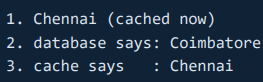 1. Chennai (cached now)
2. database says: Coimbatore
3. cache says   : Chennai